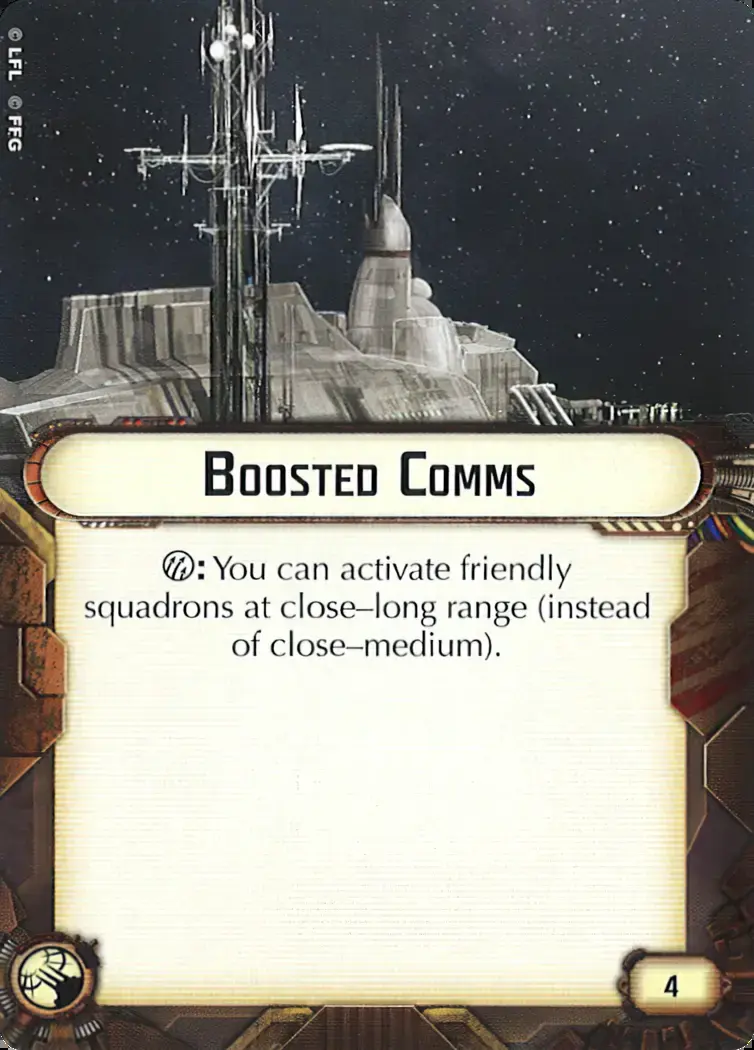 © LFL © FFG
Boosted Comms
: You can activate friendly
squadrons at close–long range (instead
of close–medium).
4